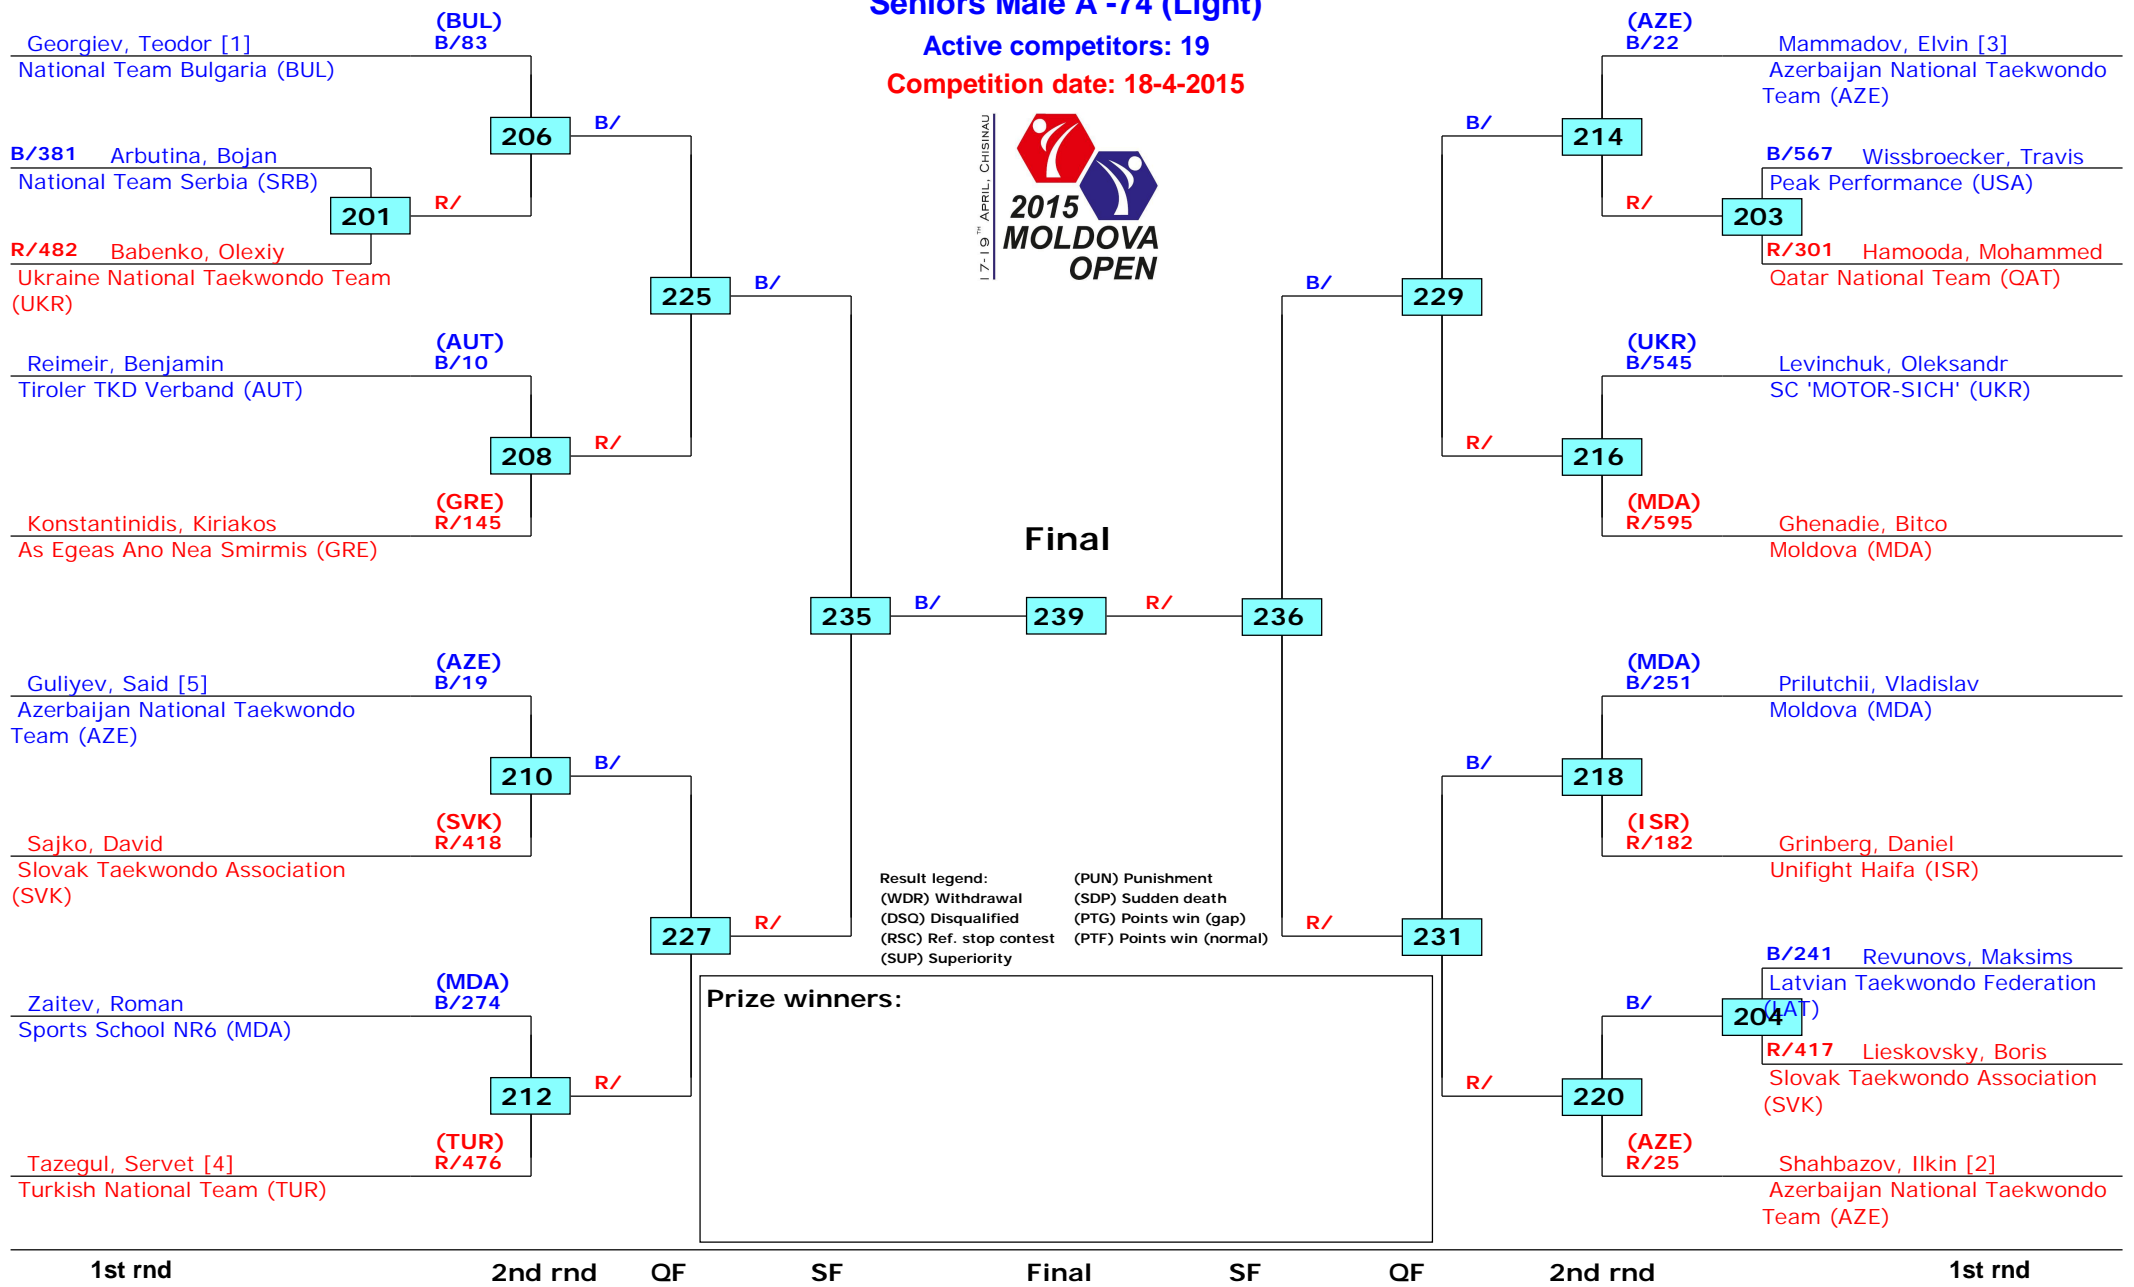 Seniors Male A -74 (Light)
Active competitors: 19
Competition date: 18-4-2015
17-19TH APRIL, CHISINAU
2015
MOLDOVA
OPEN
(BUL)
Georgiev, Teodor [1] B/83
National Team Bulgaria (BUL)
206 B/
B/381 Arbutina, Bojan
National Team Serbia (SRB)
201 R/
R/482 Babenko, Olexiy
Ukraine National Taekwondo Team
(UKR)
225 B/
(AUT)
Reimeir, Benjamin B/10
Tiroler TKD Verband (AUT)
208 R/
(GRE)
Konstantinidis, Kiriakos R/145
As Egeas Ano Nea Smirmis (GRE)
235 B/
(AZE)
Guliyev, Said [5] B/19
Azerbaijan National Taekwondo
Team (AZE)
210 B/
(SVK)
Sajko, David R/418
Slovak Taekwondo Association
(SVK)
227 R/
(MDA)
Zaitev, Roman B/274
Sports School NR6 (MDA)
212 R/
(TUR)
Tazegul, Servet [4] R/476
Turkish National Team (TUR)
Final
239
(AZE)
B/22 Mammadov, Elvin [3]
Azerbaijan National Taekwondo
Team (AZE)
B/ 214
B/567 Wissbroecker, Travis
Peak Performance (USA)
R/ 203
R/301 Hamooda, Mohammed
Qatar National Team (QAT)
B/ 229
(UKR)
B/545 Levinchuk, Oleksandr
SC 'MOTOR-SICH' (UKR)
R/ 216
(MDA)
R/595 Ghenadie, Bitco
Moldova (MDA)
R/ 236
(MDA)
B/251 Prilutchii, Vladislav
Moldova (MDA)
B/ 218
(ISR)
R/182 Grinberg, Daniel
Unifight Haifa (ISR)
R/ 231
B/241 Revunovs, Maksims
Latvian Taekwondo Federation
(LAT)
B/ 204
R/417 Lieskovsky, Boris
Slovak Taekwondo Association
(SVK)
R/ 220
(AZE)
R/25 Shahbazov, Ilkin [2]
Azerbaijan National Taekwondo
Team (AZE)
Result legend: (PUN) Punishment
(WDR) Withdrawal (SDP) Sudden death
(DSQ) Disqualified (PTG) Points win (gap)
(RSC) Ref. stop contest (PTF) Points win (normal)
(SUP) Superiority
Prize winners:
1st rnd 2nd rnd QF SF Final SF QF 2nd rnd 1st rnd